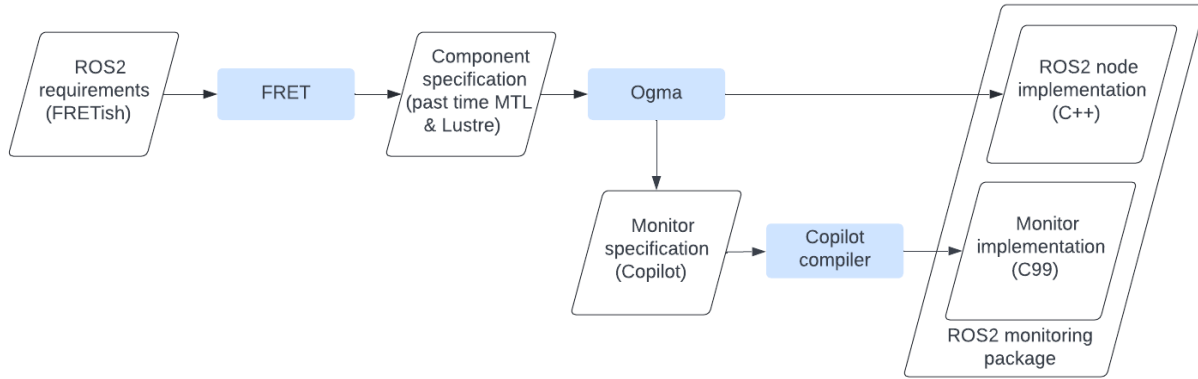 ROS2
requirements
(FRETish)
FRET
Component
specification
(past time MTL
& Lustre)
Ogma
ROS2 node
implementation
(C++)
Monitor
specification
(Copilot)
Copilot
compiler
Monitor
implementation
(C99)
ROS2 monitoring
package